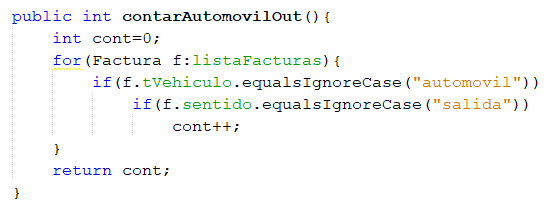 public int contarAutomovilOut(){
    int cont=0;
    for(Factura f:listaFacturas){
        if(f.tVehiculo.equalsIgnoreCase("automovil"))
            if(f.sentido.equalsIgnoreCase("salida"))
                cont++;
    }
    return cont;
}